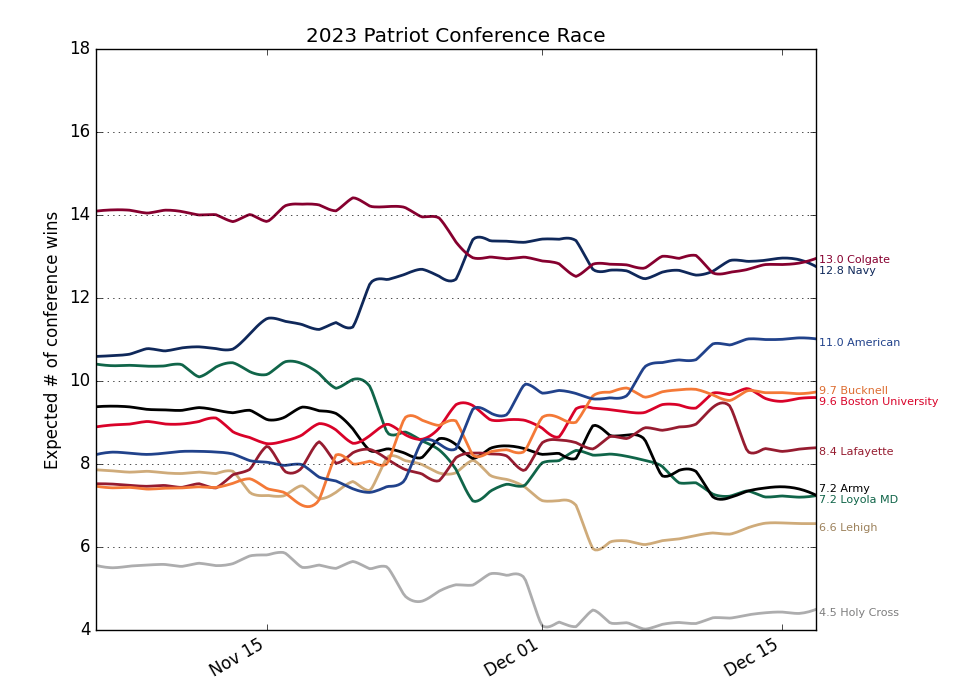 2023 Patriot Conference Race
Expected # of conference wins
18
16
14
12
10
8
6
4
Nov 15
Dec 01
Dec 15
13.0 Colgate
12.8 Navy
11.0 American
9.7 Bucknell
9.6 Boston University
8.4 Lafayette
7.2 Army
7.2 Loyola MD
6.6 Lehigh
4.5 Holy Cross